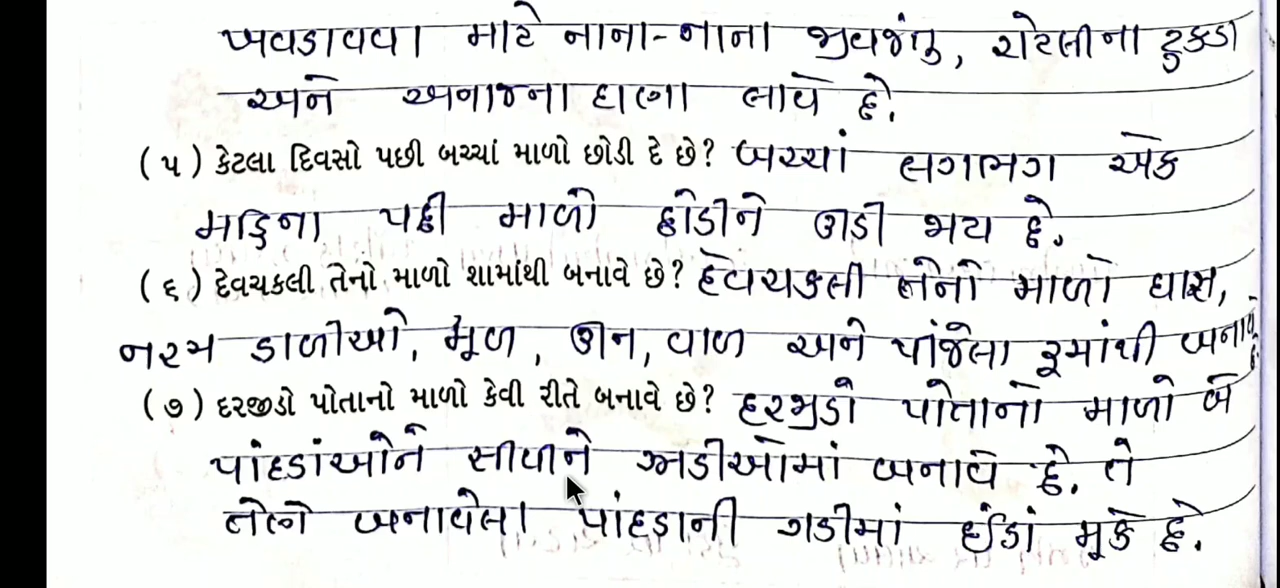 ખવડાવવા માટે નાના-નાના જીવજંતુ, રોટલીના ટુકડા
અને અનાજના દાણા લાવે છે.
(૫) કેટલા દિવસો પછી બચ્ચાં માળો છોડી દે છે? બચ્ચાં લગભગ એક
મહિના પછી માળો છોડીને ઊડી જાય છે.
(૬) દેવચકલી તેનો માળો શામાંથી બનાવે છે? દેવચકલી તેનો માળો ઘાસ,
નરમ ડાળીઓ, મૂળ, ઊન, વાળ અને પીંજેલા રૂમાંથી બનાવે છે.
(૭) દરજીડો પોતાનો માળો કેવી રીતે બનાવે છે? દરજીડો પોતાનો માળો બે
પાંદડાંઓને સીવીને ઝાડીઓમાં બનાવે છે. તે
તેણે બનાવેલા પાંદડાની ગડીમાં ઈંડાં મૂકે છે.